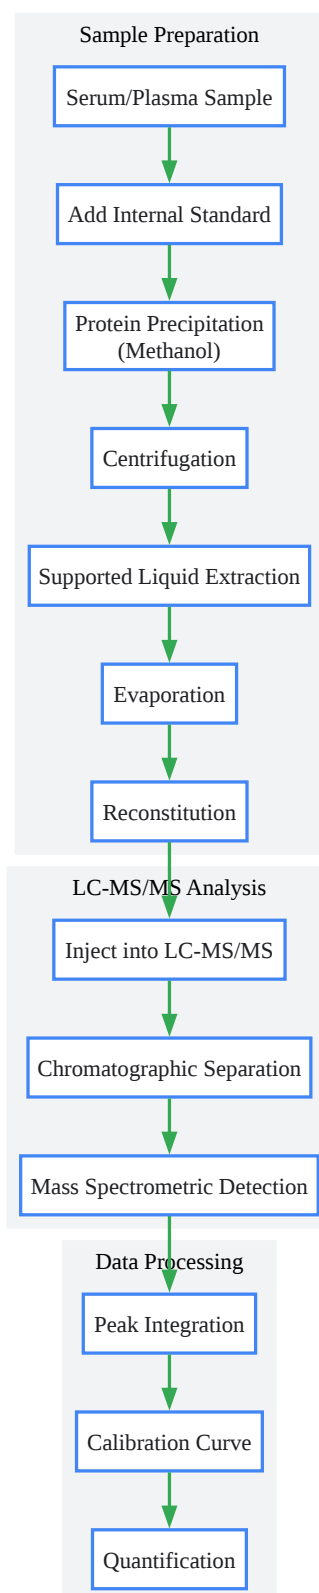 Sample Preparation
Serum/Plasma Sample
Add Internal Standard
Protein Precipitation
(Methanol)
Centrifugation
Supported Liquid Extraction
Evaporation
Reconstitution
LC-MS/MS Analysis
Inject into LC-MS/MS
Chromatographic Separation
Mass Spectrometric Detection
Data Processing
Peak Integration
Calibration Curve
Quantification